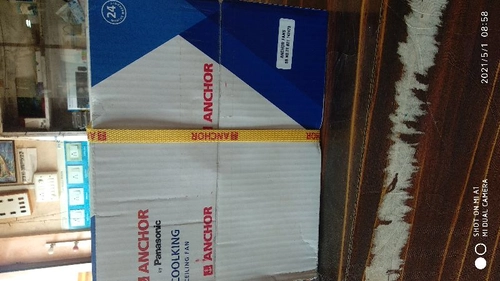 24
ANCHOR FANS
ANCHOR
ANCHOR
ANCHOR
ANCHOR
by Panasonic
COOLKING
CEILING FAN
ANCHOR
SHOT ON MI A1
MI DUAL CAMERA
2021/5/1 08:58